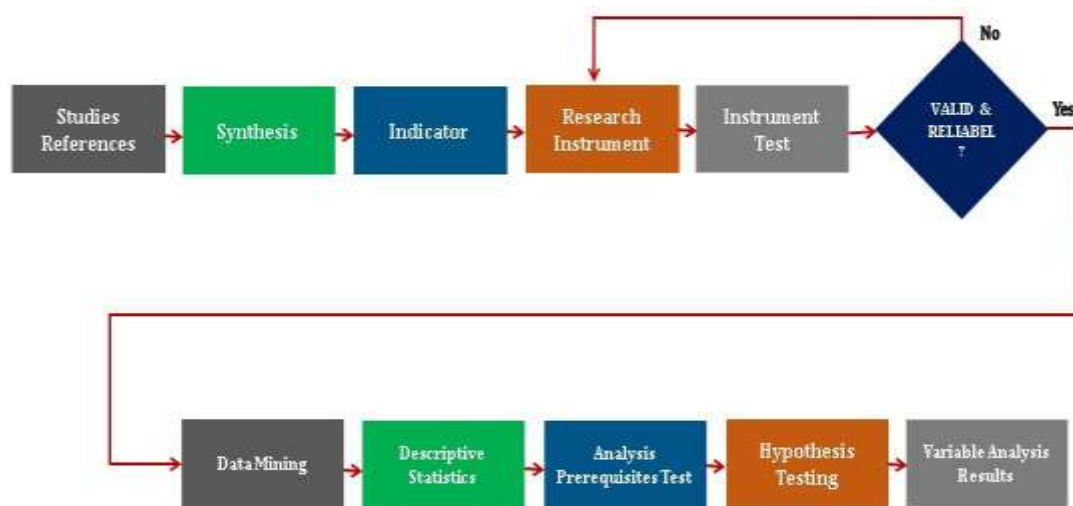 No
Studies
References
Synthesis
Indicator
Research
Instrument
Instrument
Test
VALID &
RELIABEL
?
Yes
Data Mining
Descriptive
Statistics
Analysis
Prerequisites Test
Hypothesis
Testing
Variable Analysis
Results